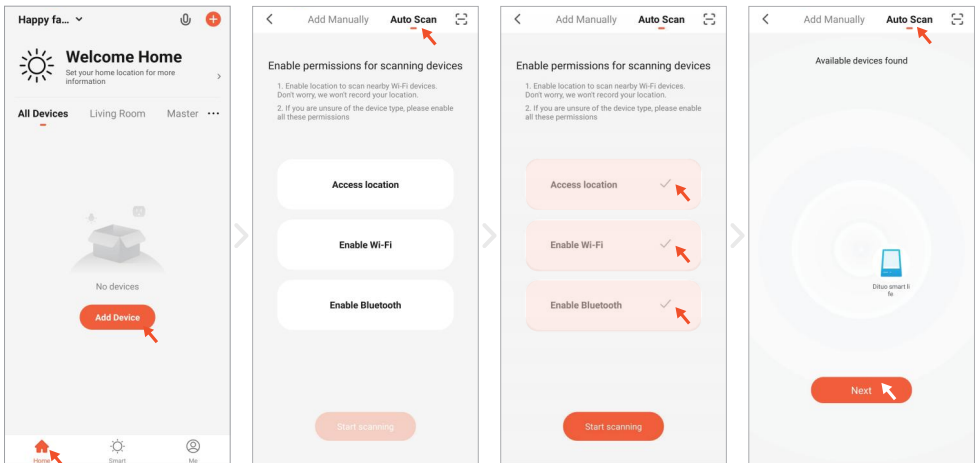 Happy fa...
Welcome Home
Set your home location for more
information
All Devices Living Room Master ...
No devices
Add Device
Home Smart Me
Add Manually Auto Scan
Enable permissions for scanning devices
1. Enable location to scan nearby Wi-Fi devices.
Don't worry, we won't record your location.
2. If you are unsure of the device type, please enable
all these permissions
Access location
Enable Wi-Fi
Enable Bluetooth
Start scanning
Add Manually Auto Scan
Enable permissions for scanning devices
1. Enable location to scan nearby Wi-Fi devices.
Don't worry, we won't record your location.
2. If you are unsure of the device type, please enable
all these permissions
Access location
Enable Wi-Fi
Enable Bluetooth
Start scanning
Add Manually Auto Scan
Available devices found
Dituo smart li
fe
Next